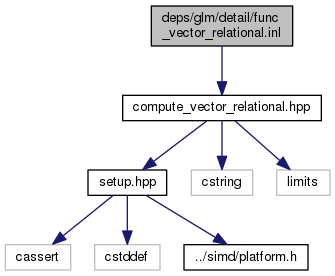 deps/glm/detail/func
_vector_relational.inl
compute_vector_relational.hpp
setup.hpp
cstring
limits
cassert
cstddef
../simd/platform.h